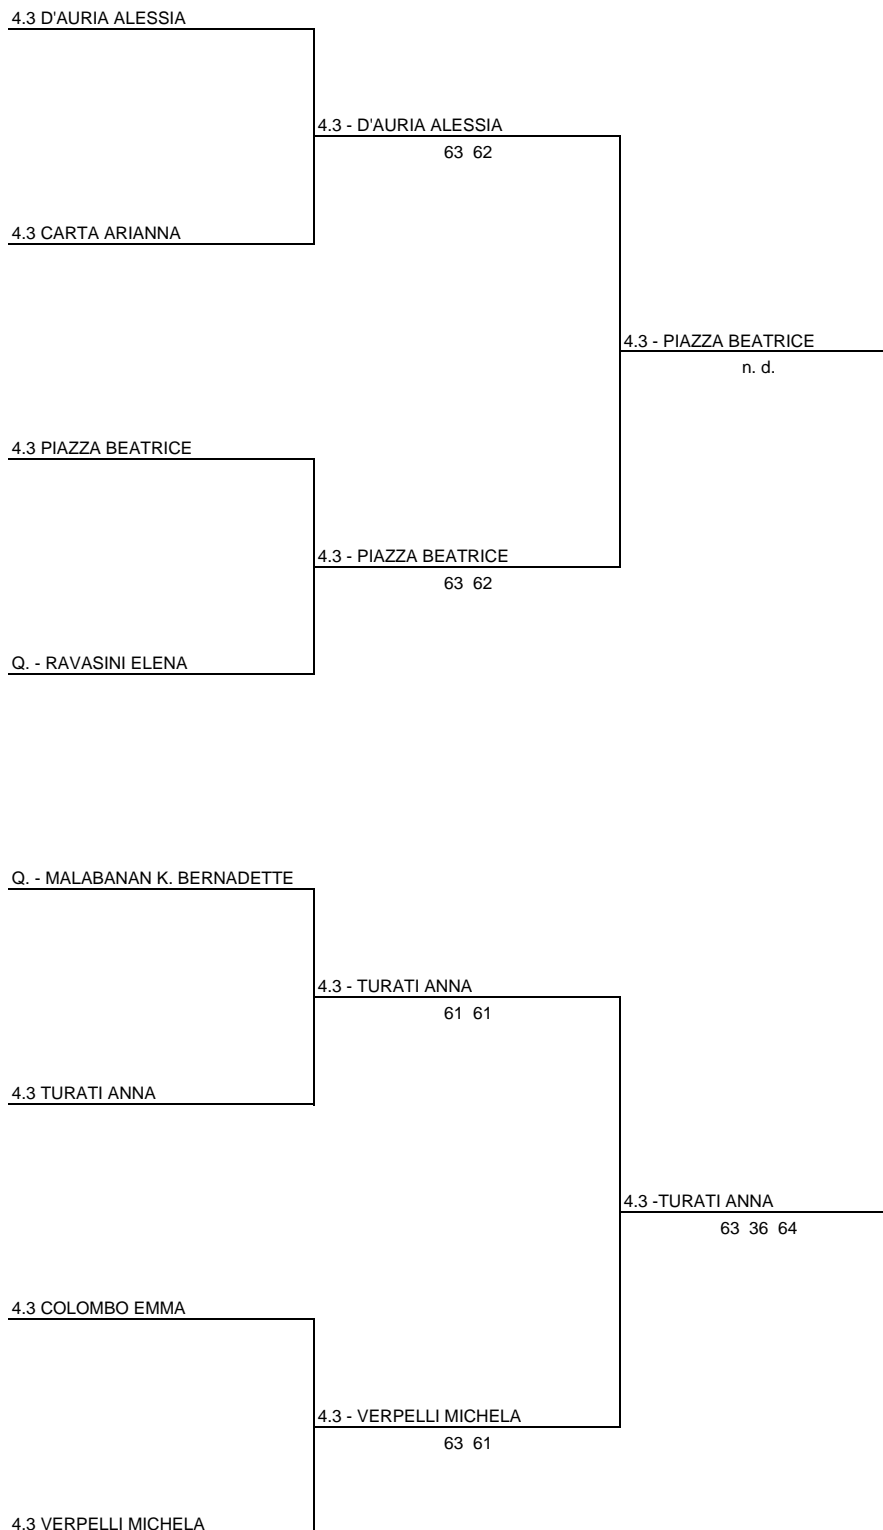 4.3 D'AURIA ALESSIA
4.3 - D'AURIA ALESSIA
63 62
4.3 CARTA ARIANNA
4.3 - PIAZZA BEATRICE
n. d.
4.3 PIAZZA BEATRICE
4.3 - PIAZZA BEATRICE
63 62
Q. - RAVASINI ELENA
Q. - MALABANAN K. BERNADETTE
4.3 - TURATI ANNA
61 61
4.3 TURATI ANNA
4.3 -TURATI ANNA
63 36 64
4.3 COLOMBO EMMA
4.3 - VERPELLI MICHELA
63 61
4.3 VERPELLI MICHELA